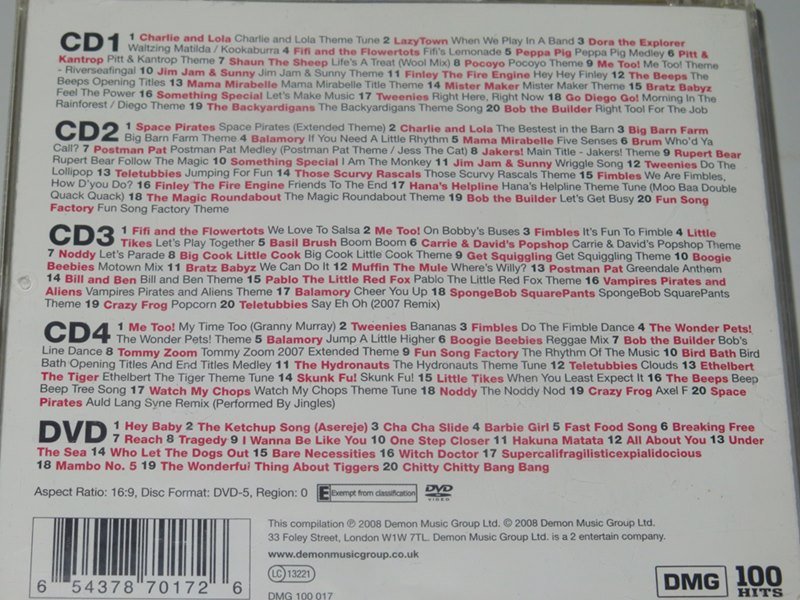 CD1 1 Charlie and Lola Charlie and Lola Theme Tune 2 LazyTown When We Play In A Band 3 Dora the Explorer
Waltzing Matilda / Kookaburra 4 Fifi and the Flowertots Fifi's Lemonade 5 Peppa Pig Peppa Pig Medley 6 Pitt &
Kantrop Pitt & Kantrop Theme 7 Shaun The Sheep Life's A Treat (Wool Mix) 8 Pocoyo Pocoyo Theme 9 Me Too! Me Too! Theme
- Riverseafingal 10 Jim Jam & Sunny Jim Jam & Sunny Theme 11 Finley The Fire Engine Hey Hey Finley 12 The Beeps The
Beeps Opening Titles 13 Mama Mirabelle Mama Mirabelle Title Theme 14 Mister Maker Mister Maker Theme 15 Bratz Babyz
Feel The Power 16 Something Special Let's Make Music 17 Tweenies Right Here, Right Now 18 Go Diego Go! Morning In The
Rainforest / Diego Theme 19 The Backyardigans The Backyardigans Theme Song 20 Bob the Builder Right Tool For The Job
CD2 1 Space Pirates Space Pirates (Extended Theme) 2 Charlie and Lola The Bestest in the Barn 3 Big Barn Farm
Big Barn Farm Theme 4 Balamory If You Need A Little Rhythm 5 Mama Mirabelle Five Senses 6 Brum Who'd Ya
Call? 7 Postman Pat Postman Pat Medley (Postman Pat Theme / Jess The Cat) 8 Jakers! Main Title - Jakers! Theme 9 Rupert Bear
Rupert Bear Follow The Magic 10 Something Special I Am The Monkey 11 Jim Jam & Sunny Wriggle Song 12 Tweenies Do The
Lollipop 13 Teletubbies Jumping For Fun 14 Those Scurvy Rascals Those Scurvy Rascals Theme 15 Fimbles We Are Fimbles,
How D'you Do? 16 Finley The Fire Engine Friends To The End 17 Hana's Helpline Hana's Helpline Theme Tune (Moo Baa Double
Quack Quack) 18 The Magic Roundabout The Magic Roundabout Theme 19 Bob the Builder Let's Get Busy 20 Fun Song
Factory Fun Song Factory Theme
CD3 1 Fifi and the Flowertots We Love To Salsa 2 Me Too! On Bobby's Buses 3 Fimbles It's Fun To Fimble 4 Little
Tikes Let's Play Together 5 Basil Brush Boom Boom 6 Carrie & David's Popshop Carrie & David's Popshop Theme
7 Noddy Let's Parade 8 Big Cook Little Cook Big Cook Little Cook Theme 9 Get Squiggling Get Squiggling Theme 10 Boogie
Beebies Motown Mix 11 Bratz Babyz We Can Do It 12 Muffin The Mule Where's Willy? 13 Postman Pat Greendale Anthem
14 Bill and Ben Bill and Ben Theme 15 Pablo The Little Red Fox Pablo The Little Red Fox Theme 16 Vampires Pirates and
Aliens Vampires Pirates and Aliens Theme 17 Balamory Cheer You Up 18 SpongeBob SquarePants SpongeBob SquarePants
Theme 19 Crazy Frog Popcorn 20 Teletubbies Say Eh Oh (2007 Remix)
CD4 1 Me Too! My Time Too (Granny Murray) 2 Tweenies Bananas 3 Fimbles Do The Fimble Dance 4 The Wonder Pets!
The Wonder Pets! Theme 5 Balamory Jump A Little Higher 6 Boogie Beebies Reggae Mix 7 Bob the Builder Bob's
Line Dance 8 Tommy Zoom Tommy Zoom 2007 Extended Theme 9 Fun Song Factory The Rhythm Of The Music 10 Bird Bath Bird
Bath Opening Titles And End Titles Medley 11 The Hydronauts The Hydronauts Theme Tune 12 Teletubbies Clouds 13 Ethelbert
The Tiger Ethelbert The Tiger Theme Tune 14 Skunk Fu! Skunk Fu! 15 Little Tikes When You Least Expect It 16 The Beeps Beep
Beep Tree Song 17 Watch My Chops Watch My Chops Theme Tune 18 Noddy The Noddy Nod 19 Crazy Frog Axel F 20 Space
Pirates Auld Lang Syne Remix (Performed By Jingles)
DVD 1 Hey Baby 2 The Ketchup Song (Asereje) 3 Cha Cha Slide 4 Barbie Girl 5 Fast Food Song 6 Breaking Free
7 Reach 8 Tragedy 9 I Wanna Be Like You 10 One Step Closer 11 Hakuna Matata 12 All About You 13 Under
The Sea 14 Who Let The Dogs Out 15 Bare Necessities 16 Witch Doctor 17 Supercalifragilisticexpialidocious
18 Mambo No. 5 19 The Wonderful Thing About Tiggers 20 Chitty Chitty Bang Bang
Aspect Ratio: 16:9, Disc Format: DVD-5, Region: 0 E Exempt from classification DVD VIDEO
This compilation ℗ 2008 Demon Music Group Ltd. © 2008 Demon Music Group Ltd.
33 Foley Street, London W1W 7TL. Demon Music Group Ltd. is a 2 entertain company.
www.demonmusicgroup.co.uk
LC 13221
DMG 100 017
6 54378 70172 6
DMG 100 HITS